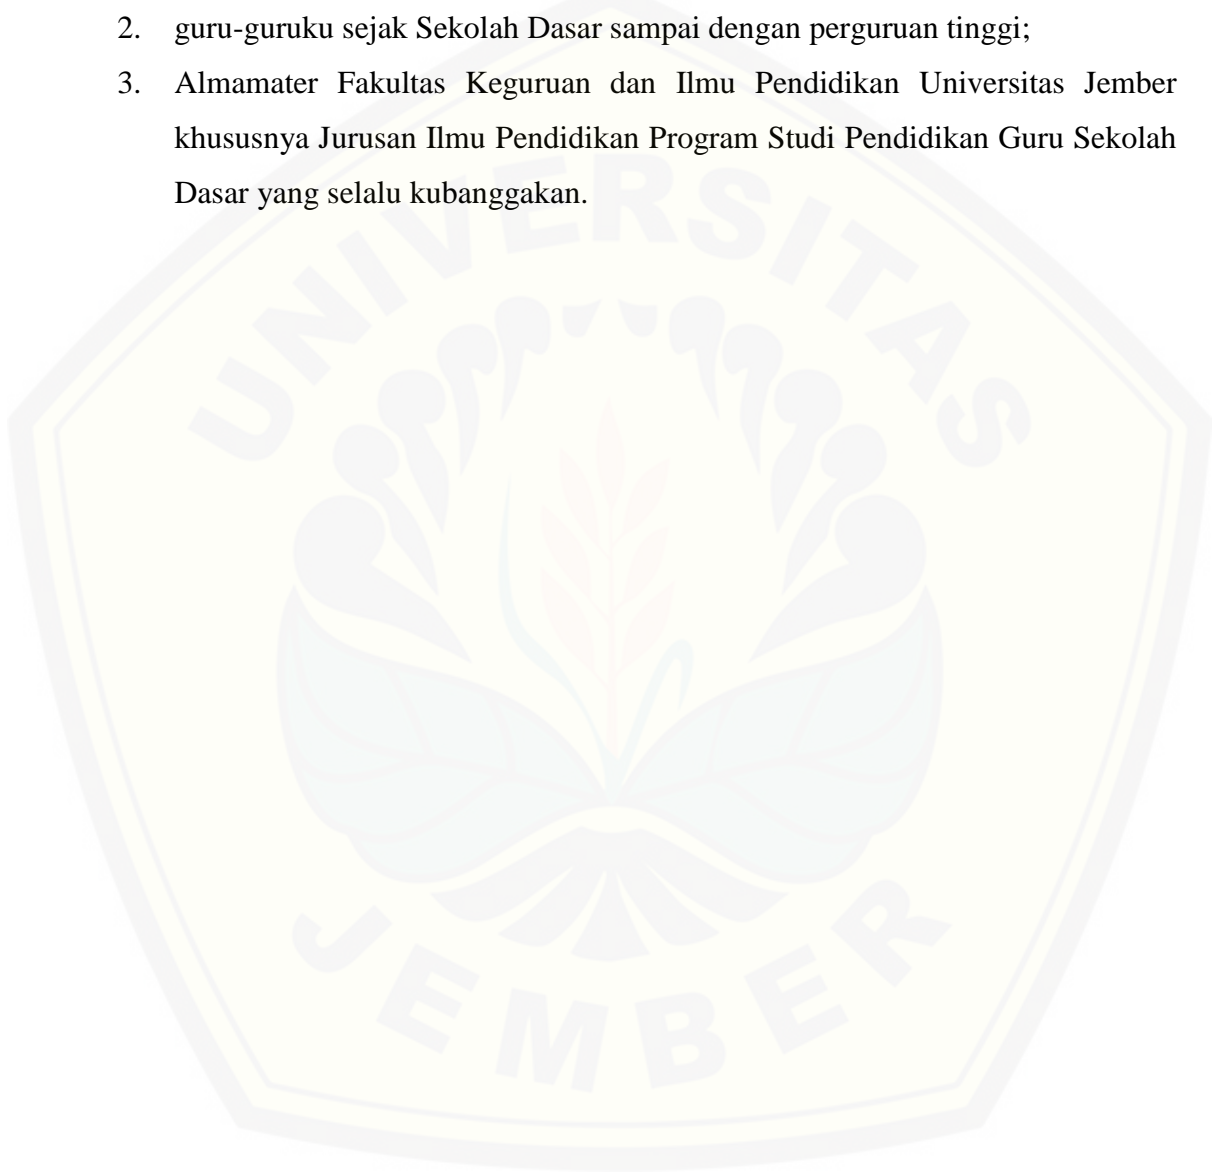 2. guru-guruku sejak Sekolah Dasar sampai dengan perguruan tinggi;
3. Almamater Fakultas Keguruan dan Ilmu Pendidikan Universitas Jember
khususnya Jurusan Ilmu Pendidikan Program Studi Pendidikan Guru Sekolah
Dasar yang selalu kubanggakan.
UNIVERSITAS
JEMBER